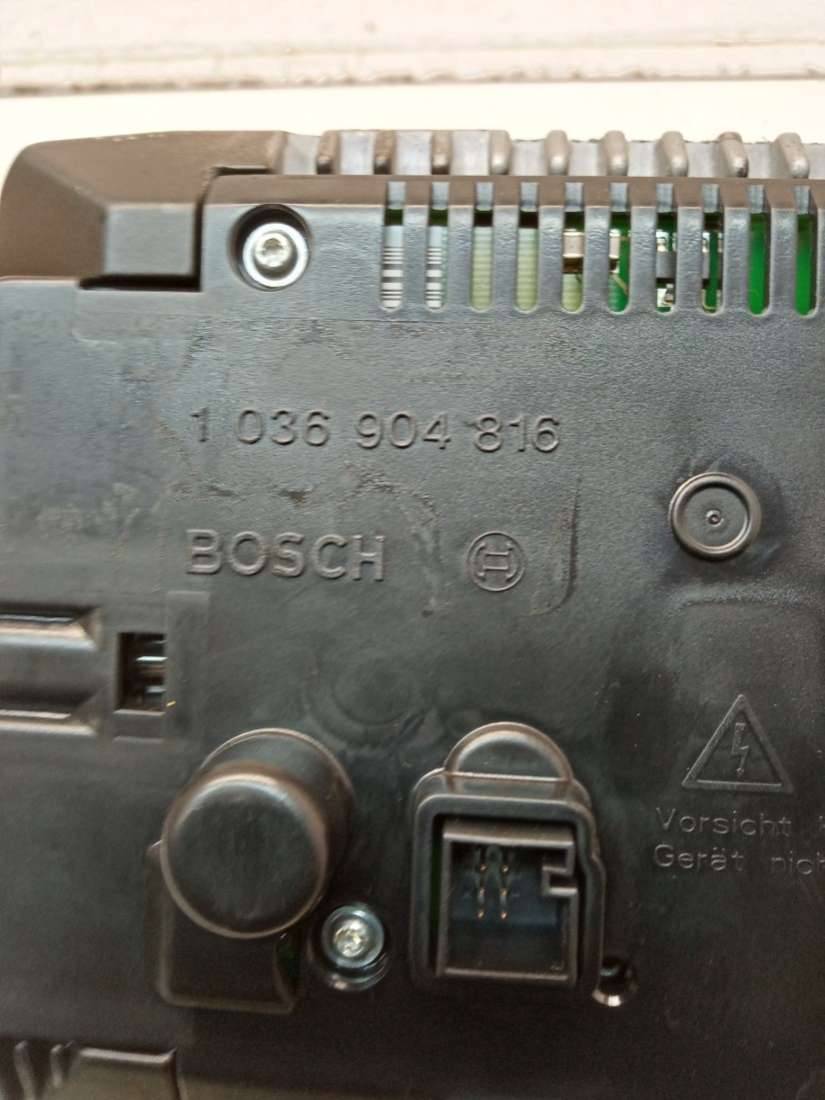 1 036 904 816
BOSCH
Vorsicht
Gerät